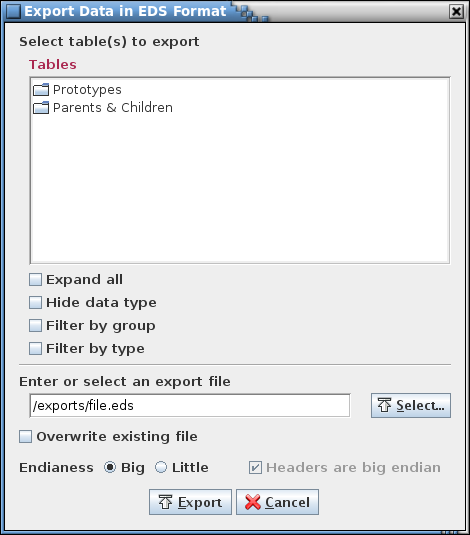 Export Data in EDS Format
Select table(s) to export
Tables
Prototypes
Parents & Children
Expand all
Hide data type
Filter by group
Filter by type
Enter or select an export file
/exports/file.eds
Select...
Overwrite existing file
Endianess Big Little Headers are big endian
Export Cancel